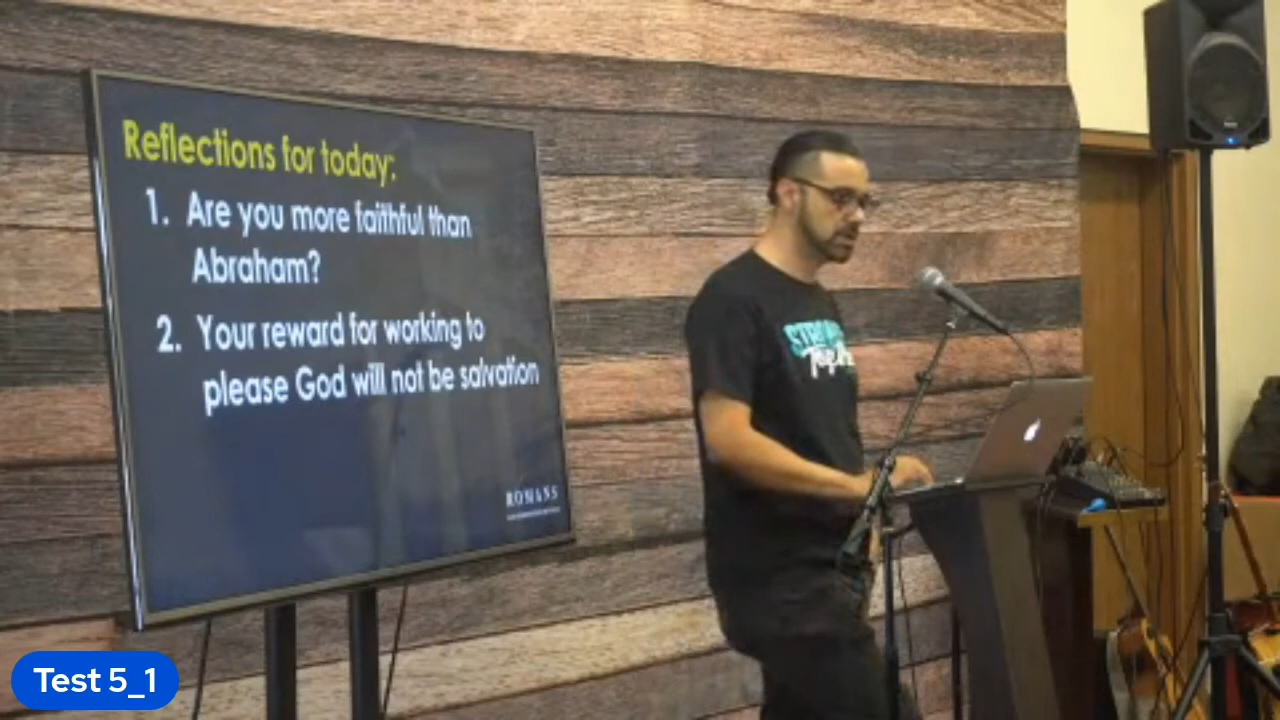 Reflections for today:
1. Are you more faithful than
Abraham?
2. Your reward for working to
please God will not be salvation
ROMANS
Test 5_1